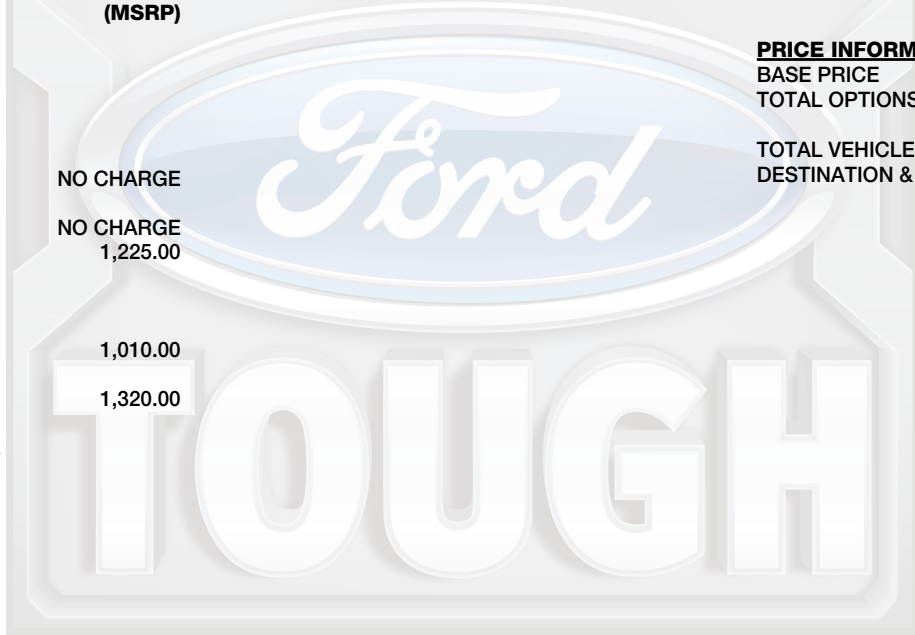 (MSRP)
PRICE INFORM
BASE PRICE
TOTAL OPTIONS
TOTAL VEHICLE
DESTINATION &
NO CHARGE
NO CHARGE
1,225.00
1,010.00
1,320.00
Ford
TOUGH